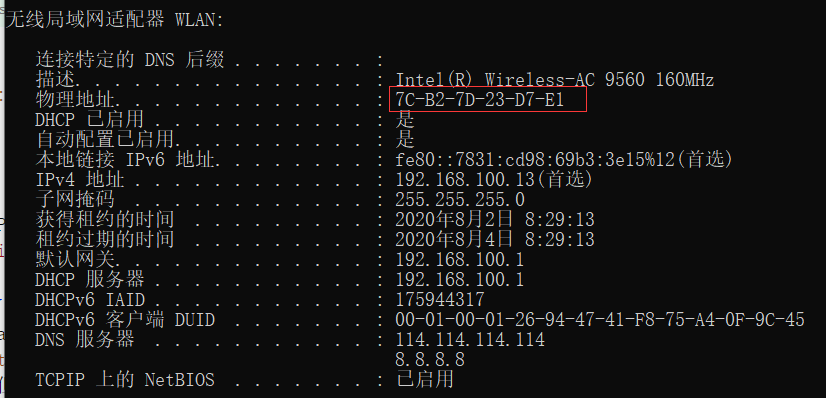 无线局域网适配器 WLAN:
连接特定的 DNS 后缀 . . . . . . . :
描述. . . . . . . . . . . . . . . : Intel(R) Wireless-AC 9560 160MHz
物理地址. . . . . . . . . . . . . : 7C-B2-7D-23-D7-E1
DHCP 已启用 . . . . . . . . . . . : 是
自动配置已启用. . . . . . . . . . : 是
本地链接 IPv6 地址. . . . . . . . : fe80::7831:cd98:69b3:3e15%12(首选)
IPv4 地址 . . . . . . . . . . . . : 192.168.100.13(首选)
子网掩码 . . . . . . . . . . . . : 255.255.255.0
获得租约的时间 . . . . . . . . . : 2020年8月2日 8:29:13
租约过期的时间 . . . . . . . . . : 2020年8月4日 8:29:13
默认网关. . . . . . . . . . . . . : 192.168.100.1
DHCP 服务器 . . . . . . . . . . . : 192.168.100.1
DHCPv6 IAID . . . . . . . . . . . : 175944317
DHCPv6 客户端 DUID . . . . . . . : 00-01-00-01-26-94-47-41-F8-75-A4-0F-9C-45
DNS 服务器 . . . . . . . . . . . : 114.114.114.114
8.8.8.8
TCPIP 上的 NetBIOS . . . . . . . : 已启用